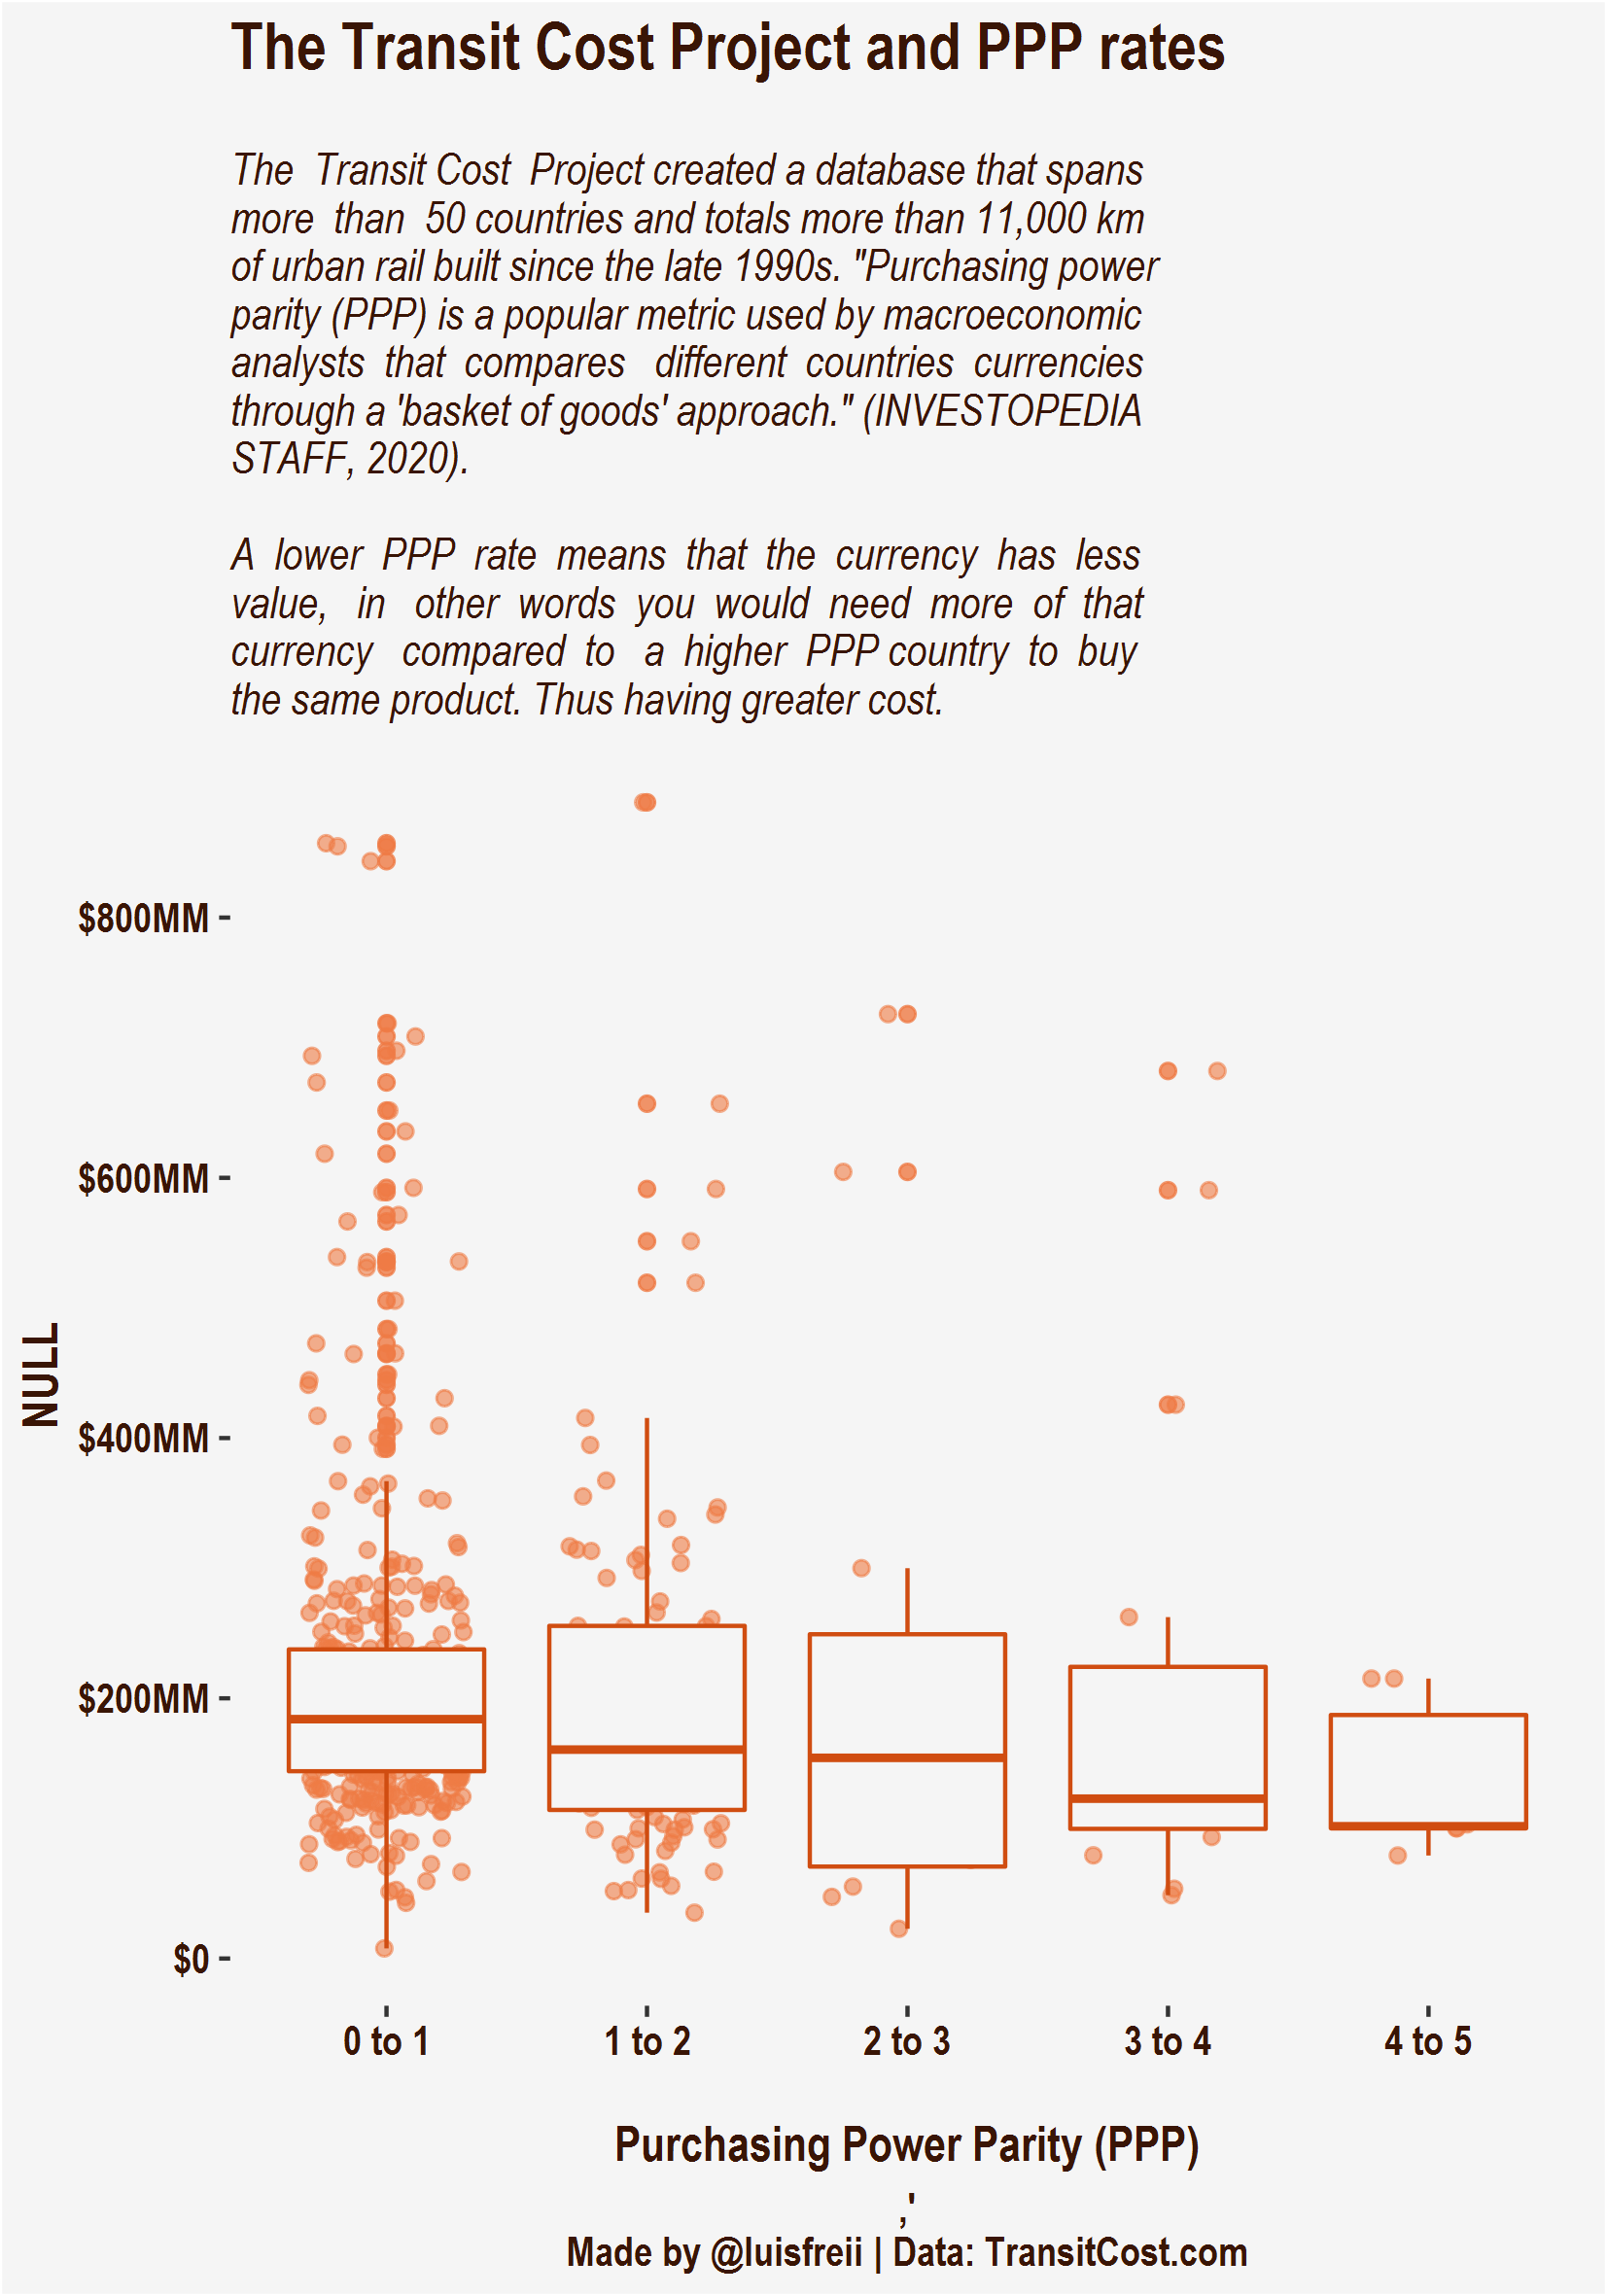 The Transit Cost Project and PPP rates
The Transit Cost Project created a database that spans
more than 50 countries and totals more than 11,000 km
of urban rail built since the late 1990s. "Purchasing power
parity (PPP) is a popular metric used by macroeconomic
analysts that compares different countries currencies
through a 'basket of goods' approach." (INVESTOPEDIA
STAFF, 2020).
A lower PPP rate means that the currency has less
value, in other words you would need more of that
currency compared to a higher PPP country to buy
the same product. Thus having greater cost.
$800MM
$600MM
NULL
$400MM
$200MM
$0
0 to 1 1 to 2 2 to 3 3 to 4 4 to 5
Purchasing Power Parity (PPP)
,'
Made by @luisfreii | Data: TransitCost.com